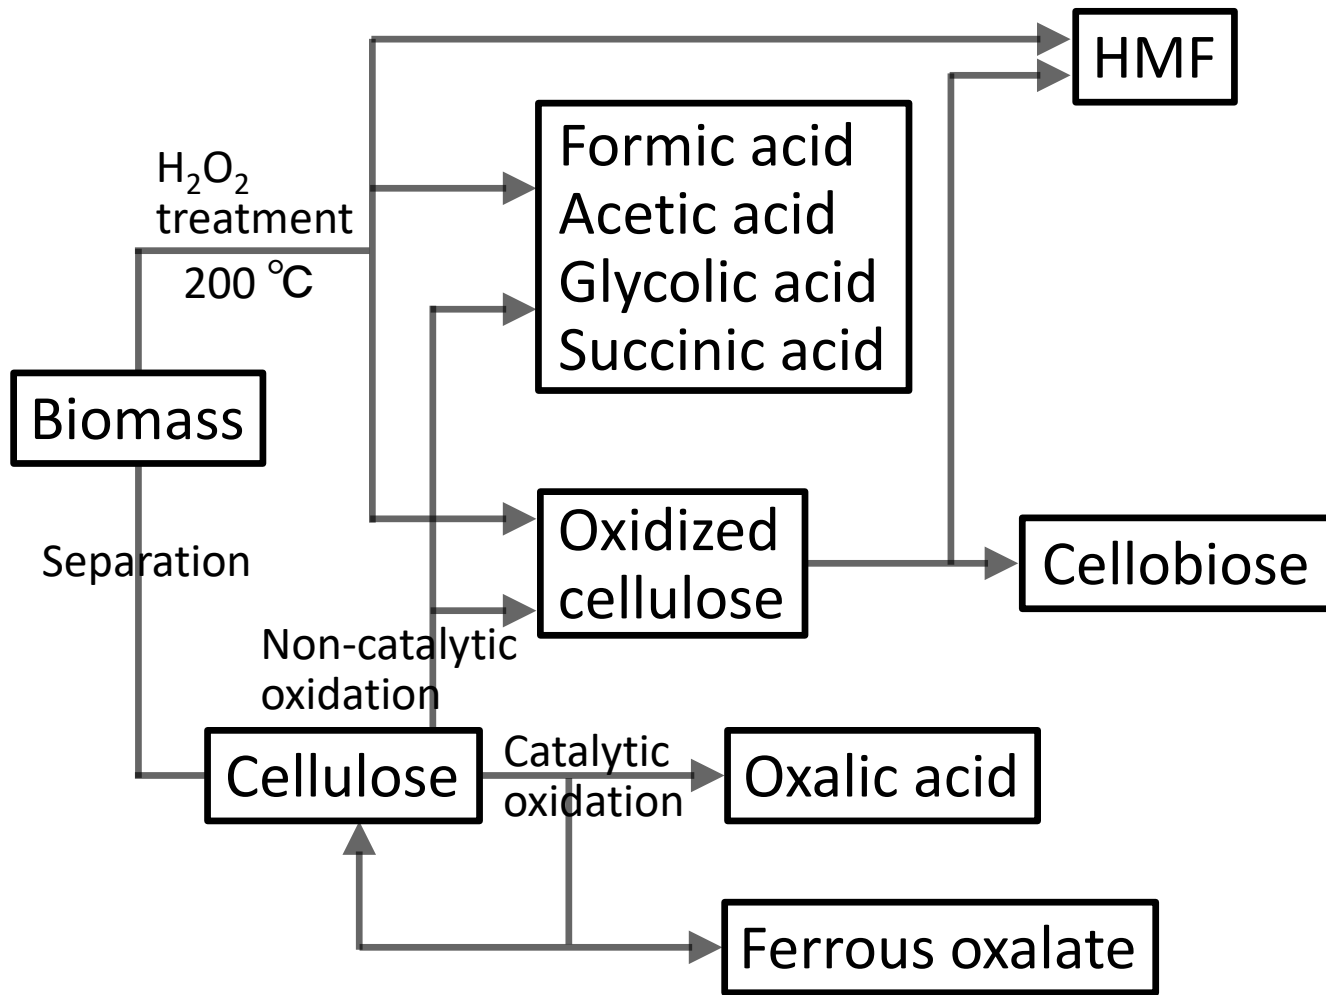 HMF
Formic acid
Acetic acid
Glycolic acid
Succinic acid
H₂O₂
treatment
200 ℃
Biomass
Separation
Oxidized
cellulose
Cellobiose
Non-catalytic
oxidation
Cellulose
Catalytic
oxidation
Oxalic acid
Ferrous oxalate